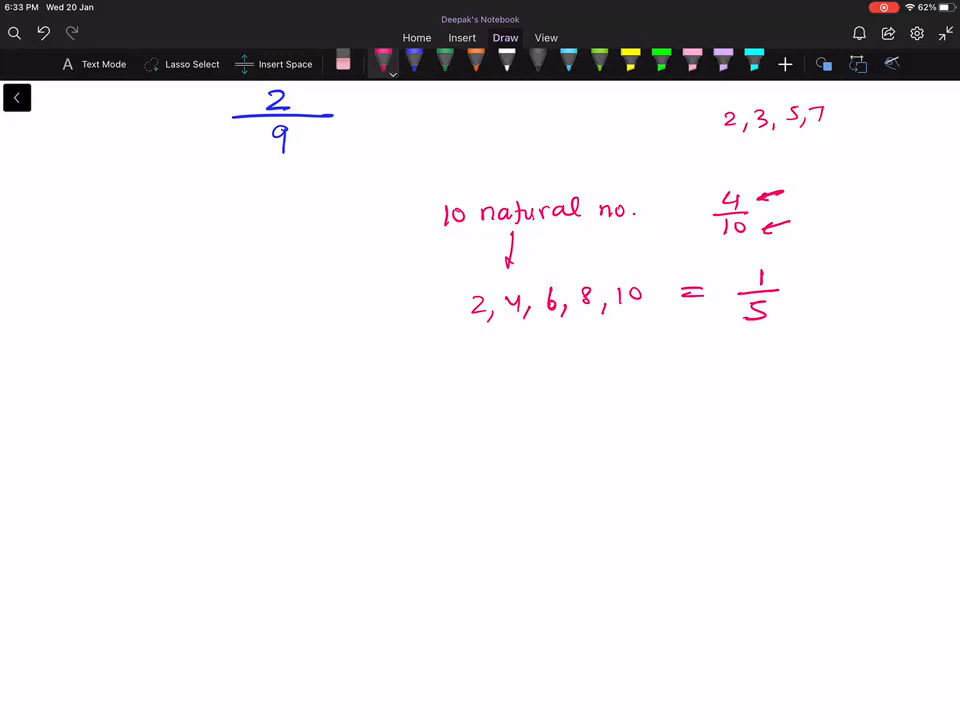 6:33 PM Wed 20 Jan
62%
Deepak's Notebook
Home Insert Draw View
Text Mode Lasso Select Insert Space
2
9
2, 3, 5, 7
10 natural no.
4
10
2, 4, 6, 8, 10 = 1
5